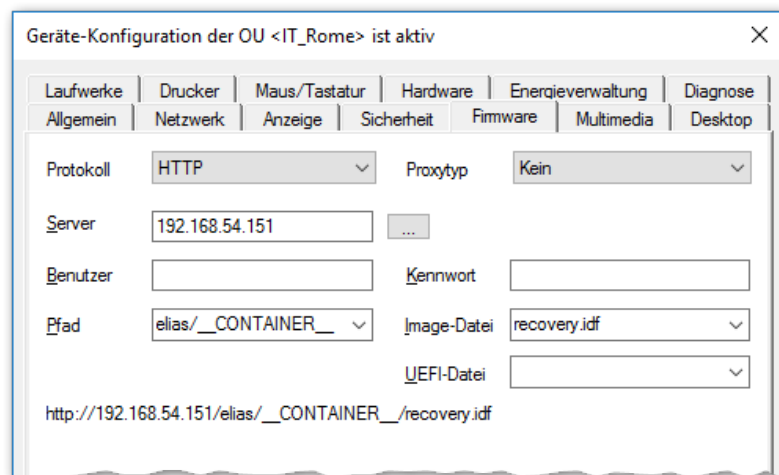 Geräte-Konfiguration der OU <IT_Rome> ist aktiv
Laufwerke Drucker Maus/Tastatur Hardware Energieverwaltung Diagnose
Allgemein Netzwerk Anzeige Sicherheit Firmware Multimedia Desktop
Protokoll HTTP Proxytyp Kein
Server 192.168.54.151 ...
Benutzer Kennwort
Pfad elias/__CONTAINER__ Image-Datei recovery.idf
UEFI-Datei
http://192.168.54.151/elias/__CONTAINER__/recovery.idf